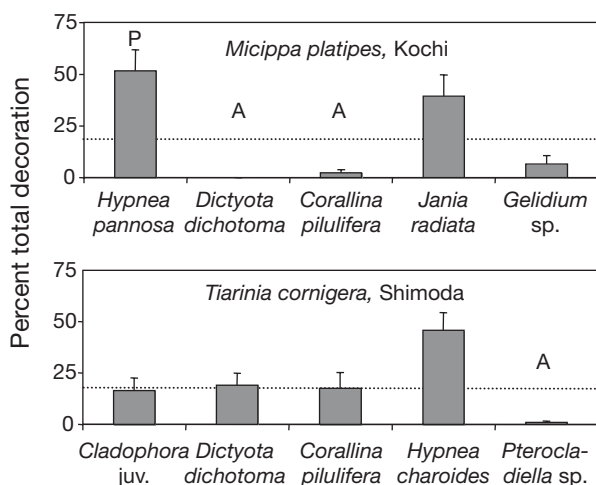 Percent total decoration
75
50
25
0
P
Micippa platipes, Kochi
A
A
Hypnea pannosa
Dictyota dichotoma
Corallina pilulifera
Jania radiata
Gelidium sp.
75
50
25
0
Tiarinia cornigera, Shimoda
A
Cladophora juv.
Dictyota dichotoma
Corallina pilulifera
Hypnea charoides
Pterocla-
diella sp.